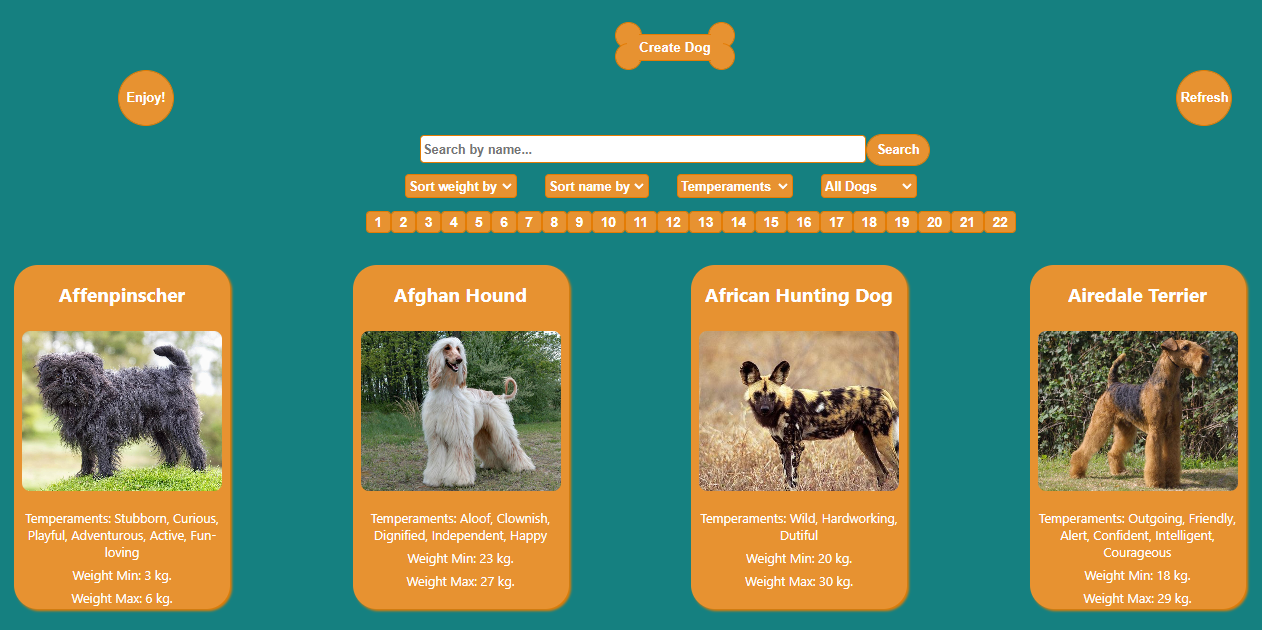 Create Dog
Enjoy!
Refresh
Search by name...
Search
Sort weight by
Sort name by
Temperaments
All Dogs
1 2 3 4 5 6 7 8 9 10 11 12 13 14 15 16 17 18 19 20 21 22
Affenpinscher
Temperaments: Stubborn, Curious,
Playful, Adventurous, Active, Fun-
loving
Weight Min: 3 kg.
Weight Max: 6 kg.
Afghan Hound
Temperaments: Aloof, Clownish,
Dignified, Independent, Happy
Weight Min: 23 kg.
Weight Max: 27 kg.
African Hunting Dog
Temperaments: Wild, Hardworking,
Dutiful
Weight Min: 20 kg.
Weight Max: 30 kg.
Airedale Terrier
Temperaments: Outgoing, Friendly,
Alert, Confident, Intelligent,
Courageous
Weight Min: 18 kg.
Weight Max: 29 kg.